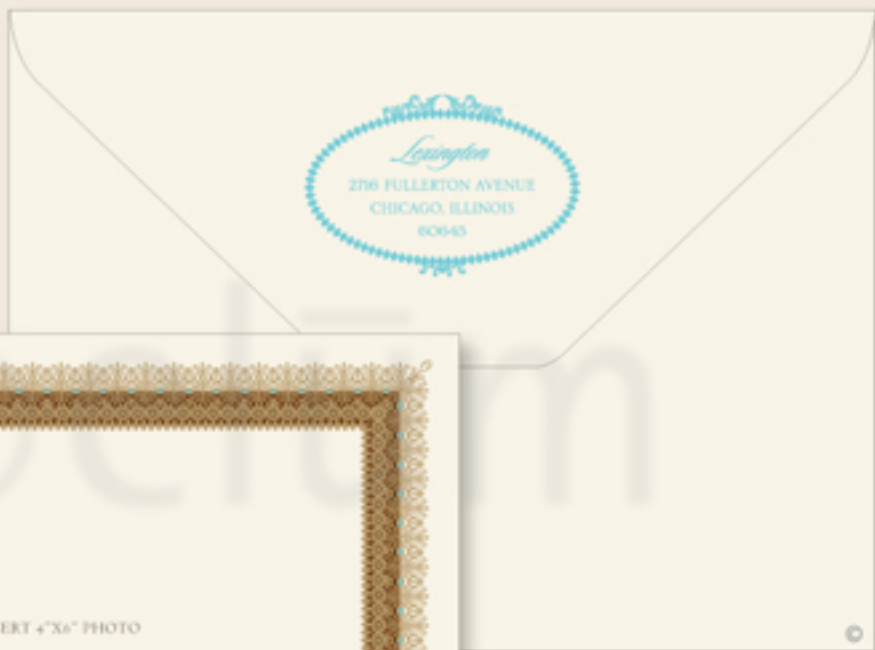 Lexington
2716 FULLERTON AVENUE
CHICAGO, ILLINOIS
60645
ERT 4"X6" PHOTO
©